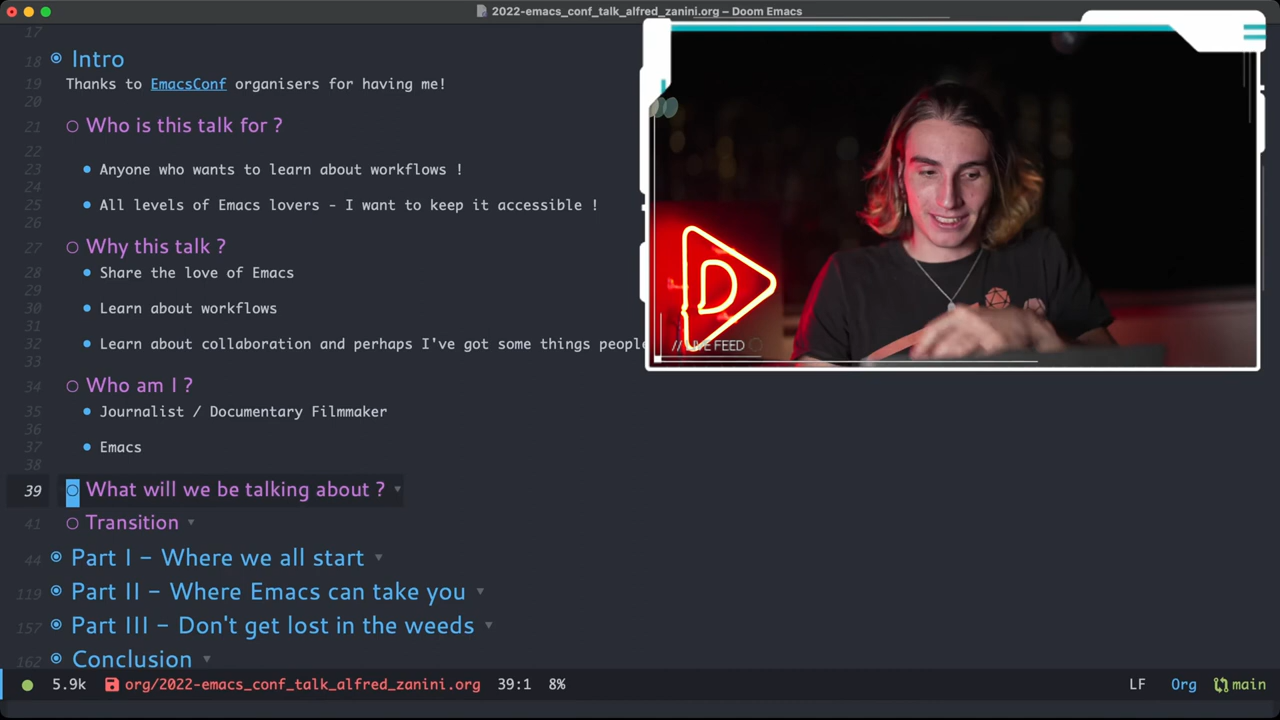 2022-emacs_conf_talk_alfred_zanini.org – Doom Emacs
17
18 Intro
19 Thanks to EmacsConf organisers for having me!
20
21 Who is this talk for ?
22
23 Anyone who wants to learn about workflows !
24
25 All levels of Emacs lovers - I want to keep it accessible !
26
27 Why this talk ?
28 Share the love of Emacs
29
30 Learn about workflows
31
32 Learn about collaboration and perhaps I've got some things people
33
34 Who am I ?
35 Journalist / Documentary Filmmaker
36
37 Emacs
38
39 What will we be talking about ?
41 Transition
44 Part I – Where we all start
119 Part II – Where Emacs can take you
157 Part III – Don't get lost in the weeds
162 Conclusion
5.9k org/2022-emacs_conf_talk_alfred_zanini.org 39:1 8% LF Org main
D
// LIVE FEED